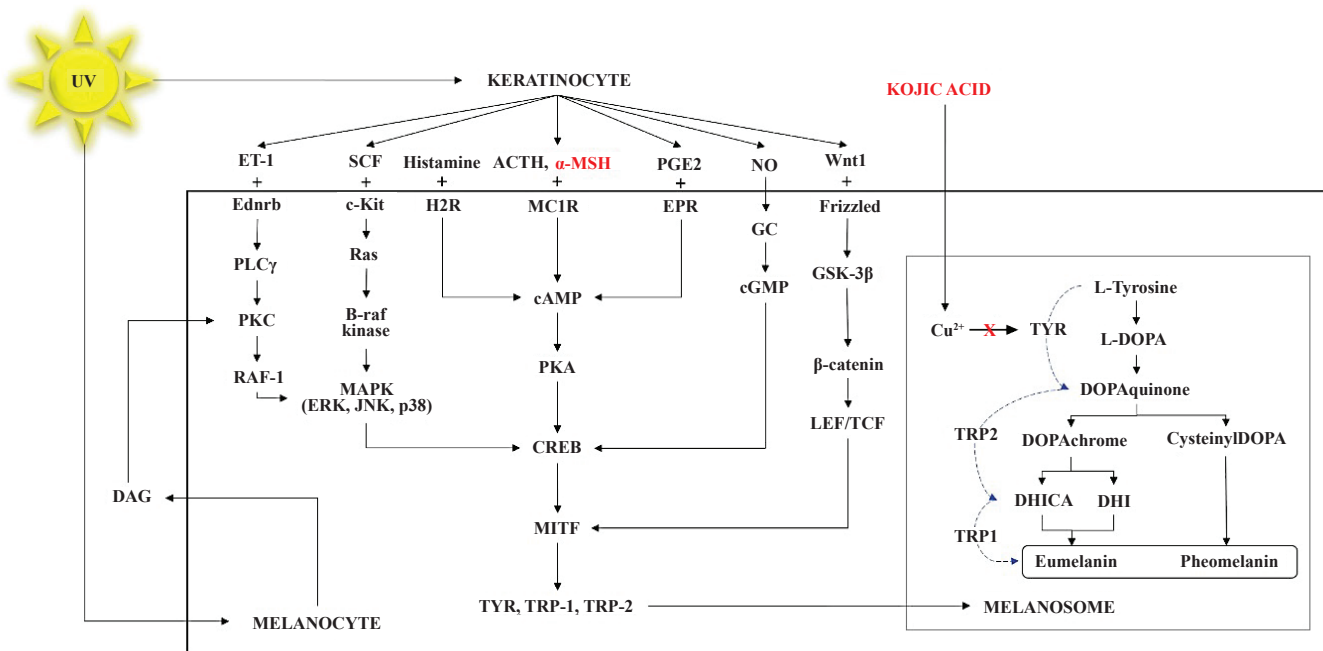 UV
KERATINOCYTE
KOJIC ACID
ET-1
SCF
Histamine
ACTH, α-MSH
PGE2
NO
Wnt1
+
+
+
+
+
+
Ednrb
c-Kit
H2R
MC1R
EPR
Frizzled
GC
PLCγ
Ras
GSK-3β
cGMP
cAMP
L-Tyrosine
PKC
B-raf
kinase
Cu²⁺
X
TYR
L-DOPA
PKA
β-catenin
RAF-1
MAPK
(ERK, JNK, p38)
DOPAquinone
LEF/TCF
TRP2
DOPAchrome
CysteinylDOPA
CREB
DAG
DHICA
DHI
MITF
TRP1
Eumelanin
Pheomelanin
TYR, TRP-1, TRP-2
MELANOSOME
MELANOCYTE